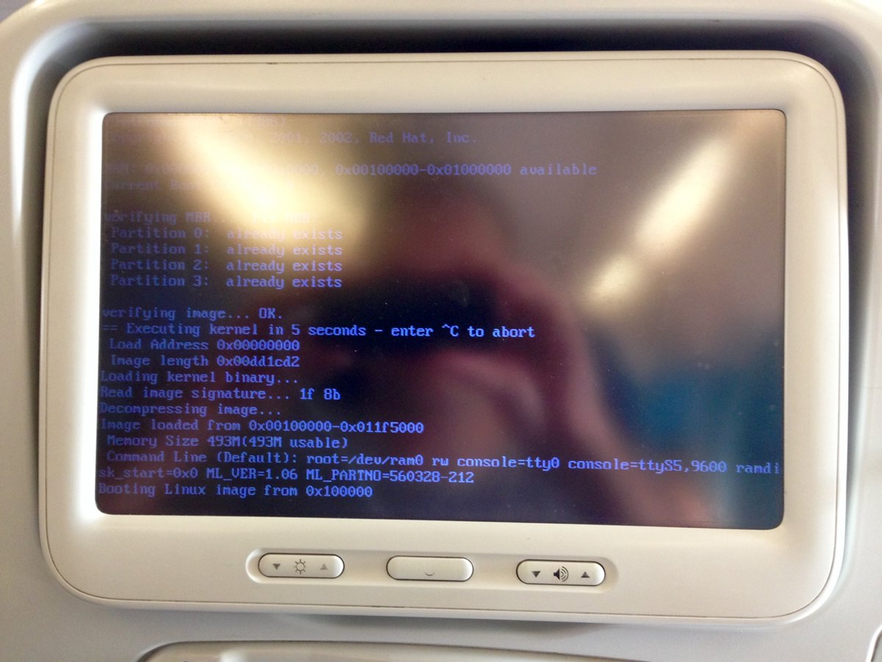 2001, 2002, Red Hat, Inc.
0x00100000-0x01000000 available
verifying MBR...
Partition 0: already exists
Partition 1: already exists
Partition 2: already exists
Partition 3: already exists
verifying image... OK.
== Executing kernel in 5 seconds - enter ^C to abort
Load Address 0x00000000
Image length 0x00dd1cd2
Loading kernel binary...
Read image signature... 1f 8b
Decompressing image...
Image loaded from 0x00100000-0x011f5000
Memory Size 493M(493M usable)
Command Line (Default): root=/dev/ram0 rw console=tty0 console=ttyS5,9600 ramdi
sk_start=0x0 ML_VER=1.06 ML_PARTNO=560328-212
Booting Linux image from 0x100000